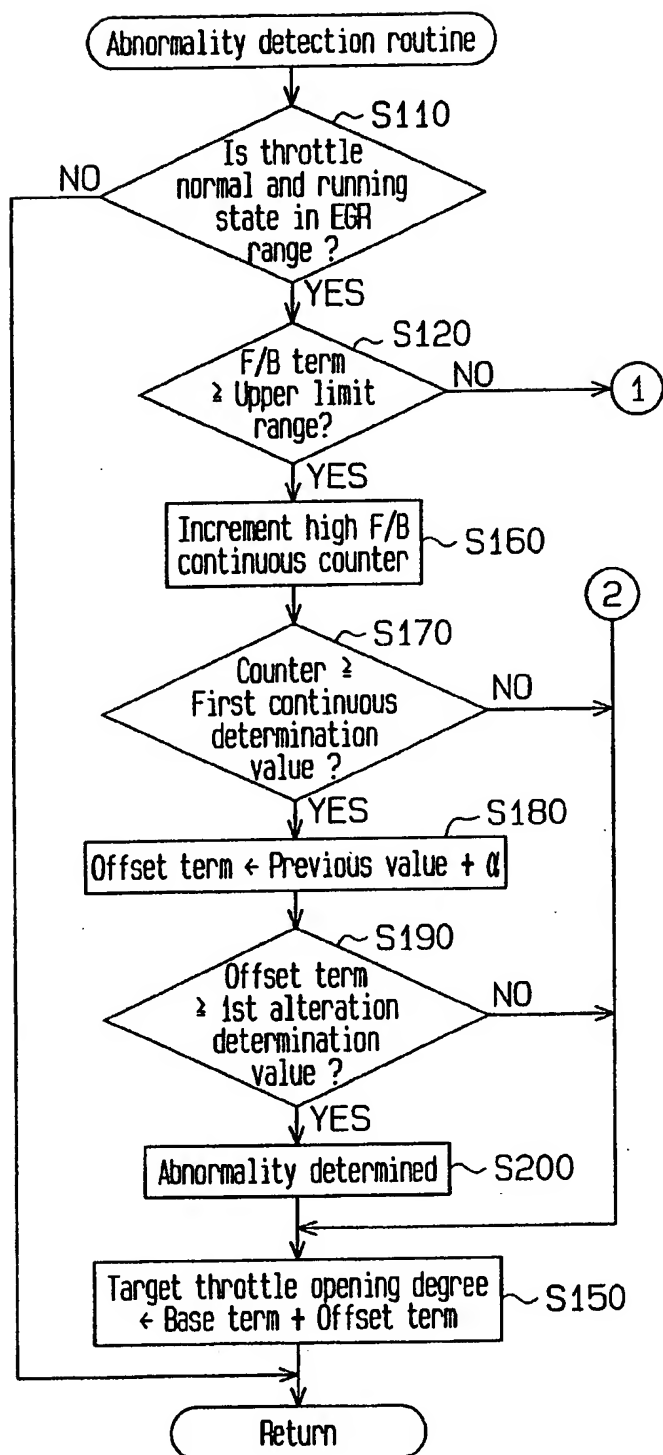 Abnormality detection routine
S110
Is throttle
normal and running
state in EGR
range ?
NO
YES
S120
F/B term
≧ Upper limit
range?
NO
1
YES
Increment high F/B
continuous counter
S160
2
S170
Counter ≧
First continuous
determination
value ?
NO
YES
S180
Offset term ← Previous value + α
S190
Offset term
≧ 1st alteration
determination
value ?
NO
YES
Abnormality determined
S200
Target throttle opening degree
← Base term + Offset term
S150
Return